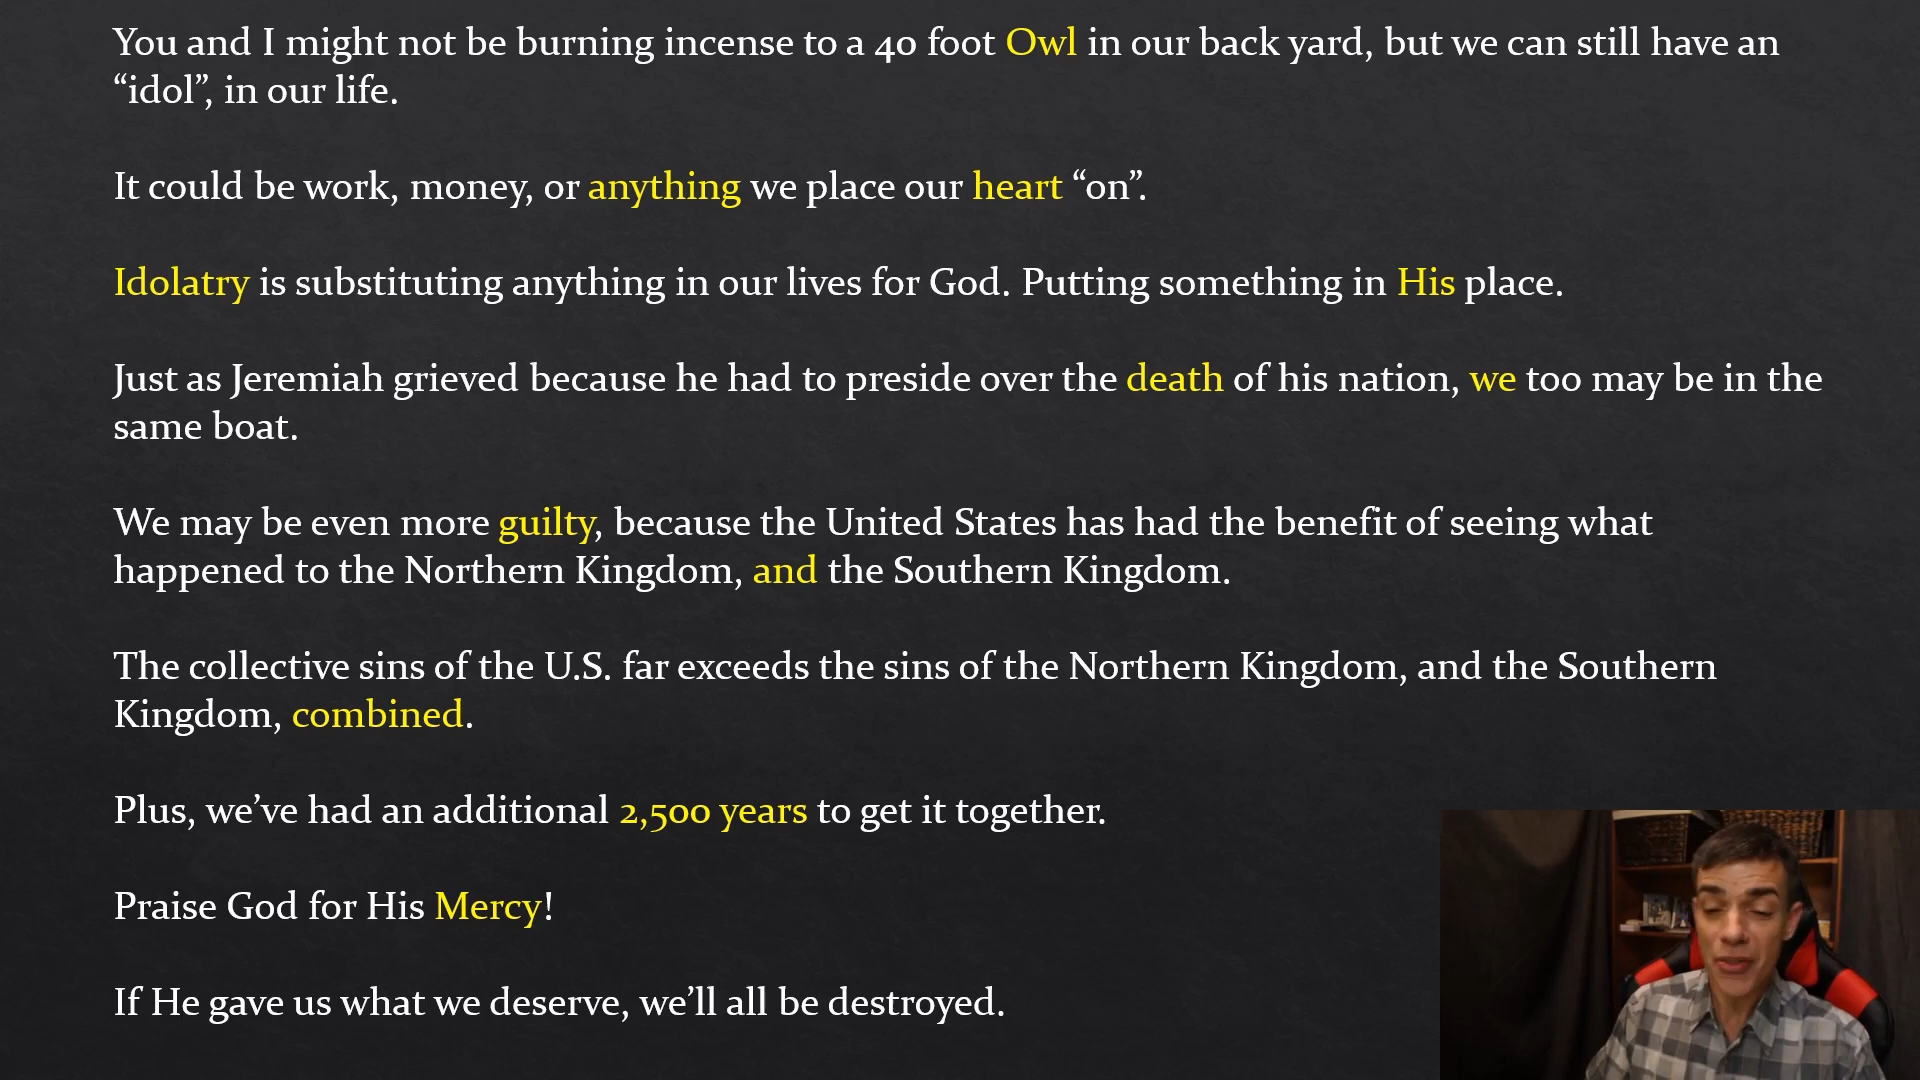 You and I might not be burning incense to a 40 foot Owl in our back yard, but we can still have an
“idol”, in our life.
It could be work, money, or anything we place our heart “on”.
Idolatry is substituting anything in our lives for God. Putting something in His place.
Just as Jeremiah grieved because he had to preside over the death of his nation, we too may be in the
same boat.
We may be even more guilty, because the United States has had the benefit of seeing what
happened to the Northern Kingdom, and the Southern Kingdom.
The collective sins of the U.S. far exceeds the sins of the Northern Kingdom, and the Southern
Kingdom, combined.
Plus, we’ve had an additional 2,500 years to get it together.
Praise God for His Mercy!
If He gave us what we deserve, we’ll all be destroyed.